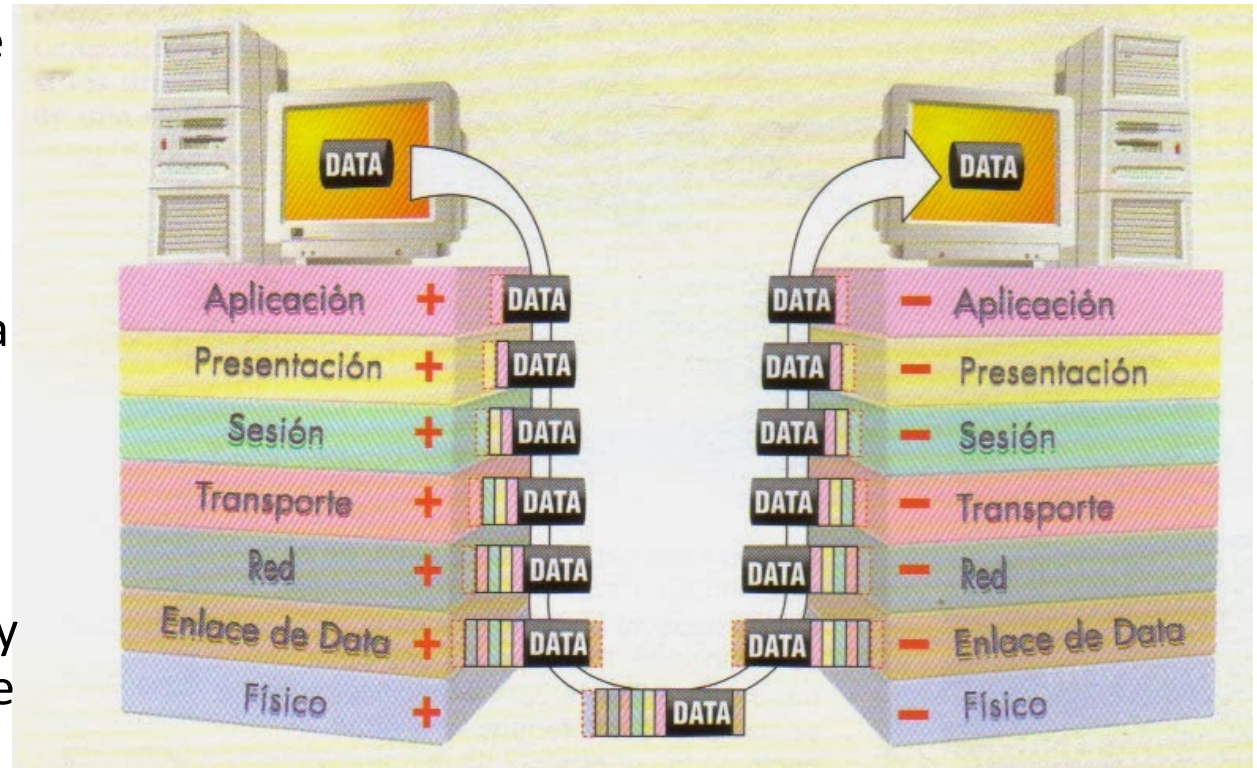 e
DATA DATA
Aplicación + DATA DATA - Aplicación
a
Presentación + DATA DATA - Presentación
Sesión + DATA DATA - Sesión
Transporte + DATA DATA - Transporte
Red + DATA DATA - Red
y
Enlace de Data + DATA DATA - Enlace de Data
e
Físico + DATA - Físico